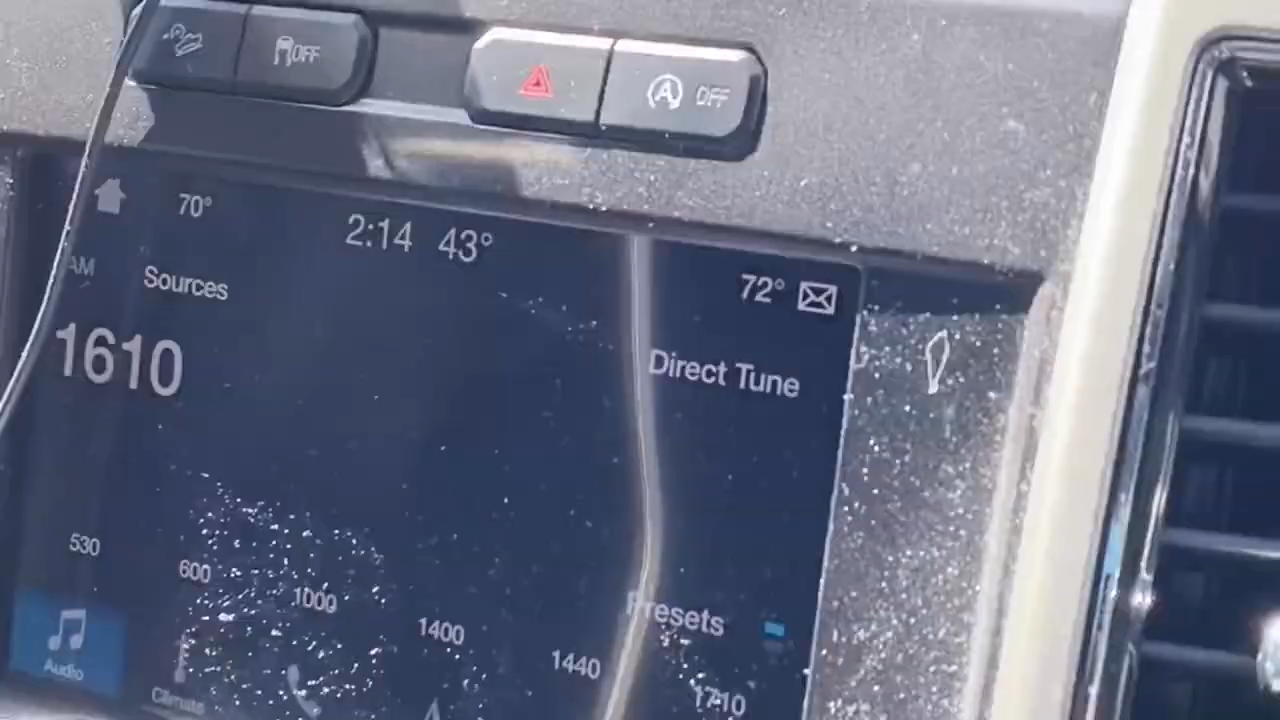 OFF
A OFF
70° 2:14 43° 72°
AM Sources
1610
Direct Tune
530 600 1000 1400 1440 1710
Presets
Audio Climate